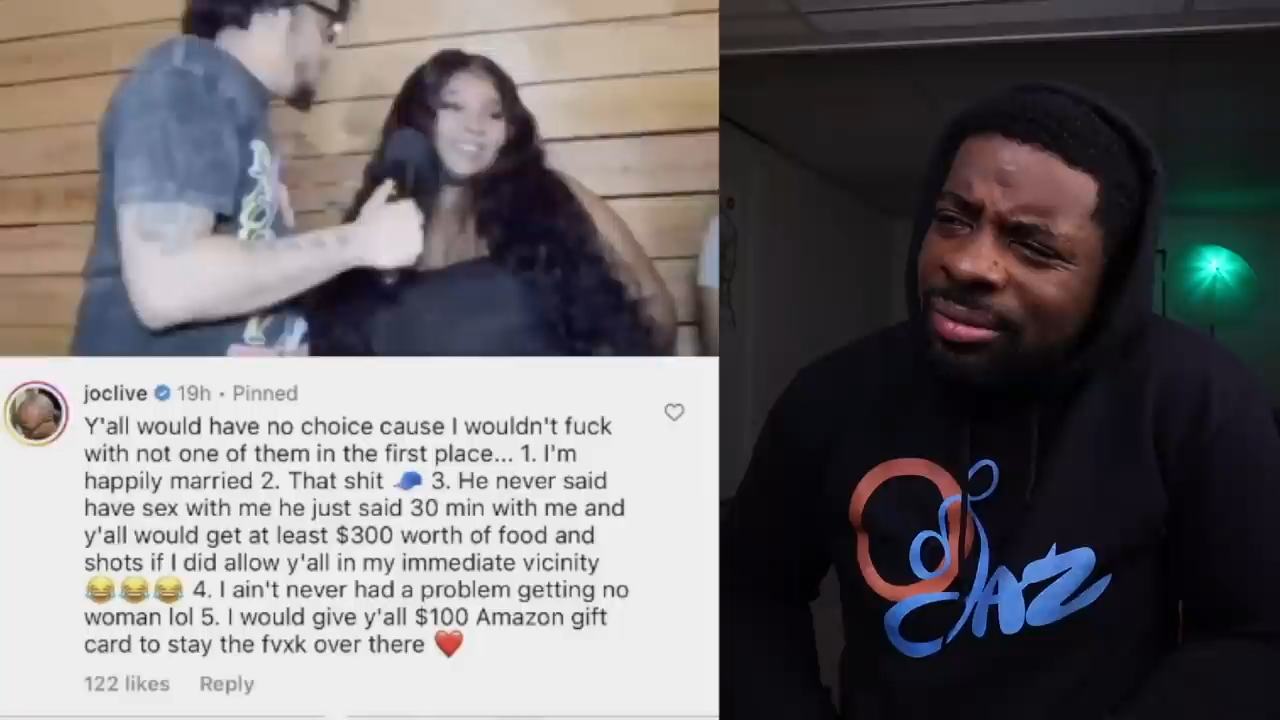 joclive 19h · Pinned
Y'all would have no choice cause I wouldn't fuck
with not one of them in the first place... 1. I'm
happily married 2. That shit 🧢 3. He never said
have sex with me he just said 30 min with me and
y'all would get at least $300 worth of food and
shots if I did allow y'all in my immediate vicinity
😂😂😂 4. I ain't never had a problem getting no
woman lol 5. I would give y'all $100 Amazon gift
card to stay the fvxk over there ❤️
122 likes Reply